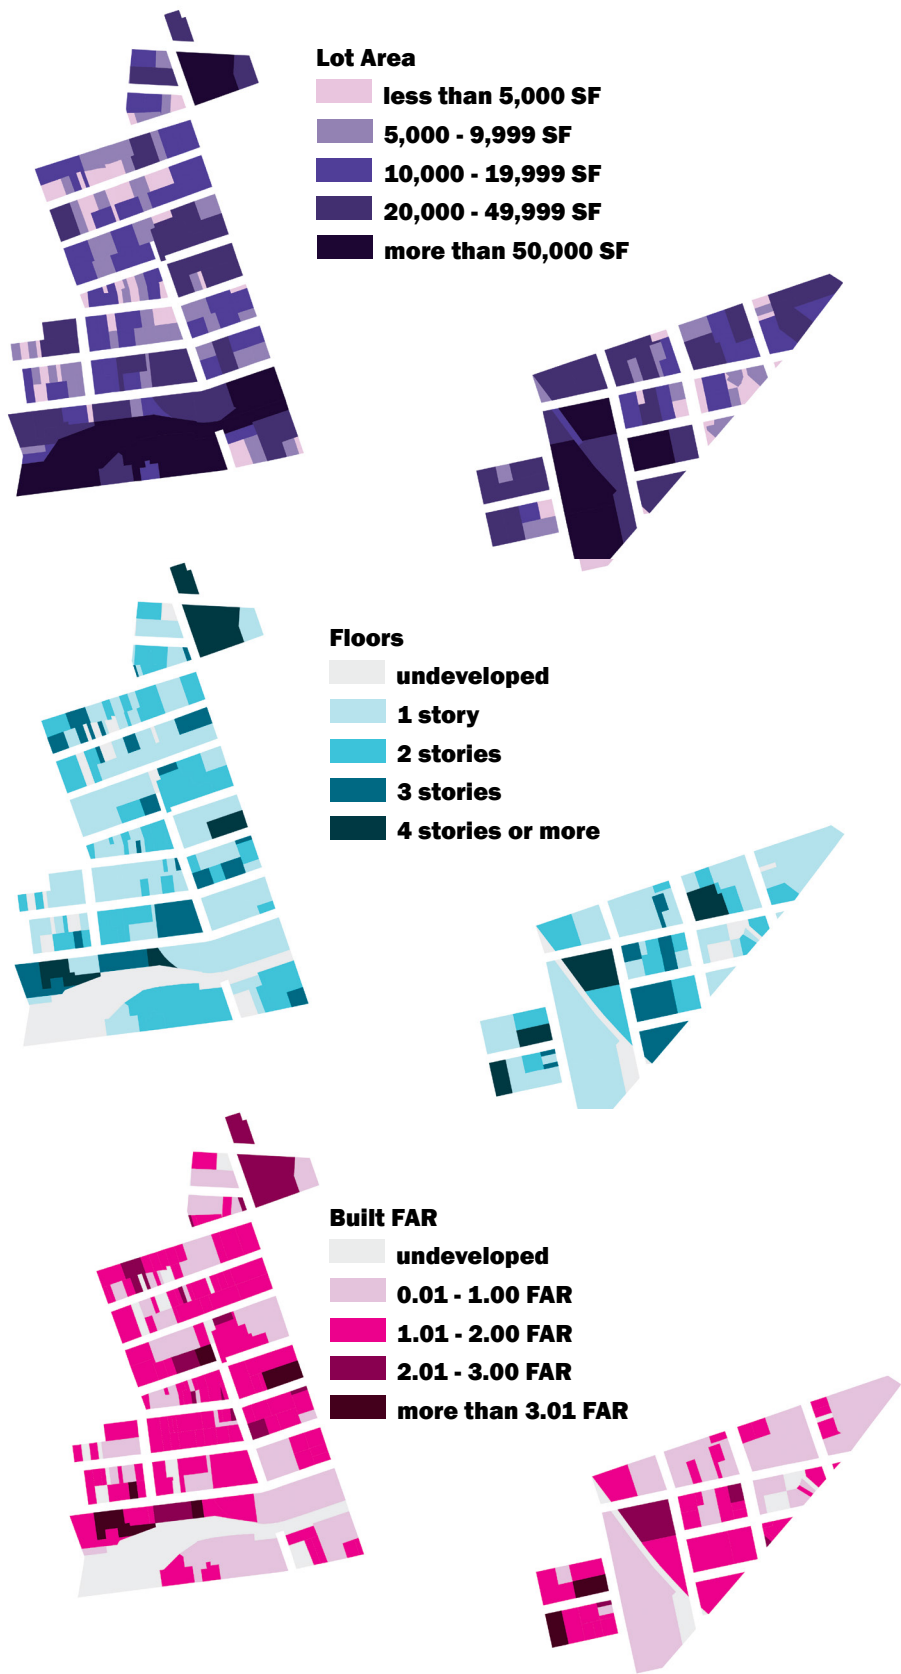 Lot Area
less than 5,000 SF
5,000 - 9,999 SF
10,000 - 19,999 SF
20,000 - 49,999 SF
more than 50,000 SF
Floors
undeveloped
1 story
2 stories
3 stories
4 stories or more
Built FAR
undeveloped
0.01 - 1.00 FAR
1.01 - 2.00 FAR
2.01 - 3.00 FAR
more than 3.01 FAR